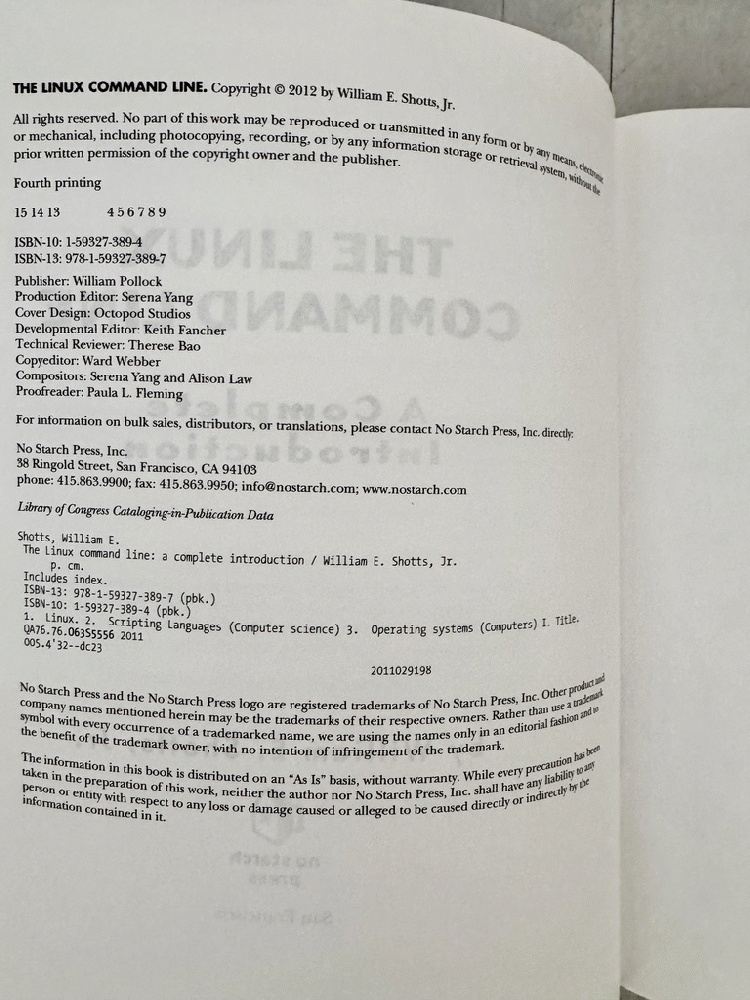 THE LINUX COMMAND LINE. Copyright © 2012 by William E. Shotts, Jr.
All rights reserved. No part of this work may be reproduced or transmitted in any form or by any means, electronic
or mechanical, including photocopying, recording, or by any information storage or retrieval system, without the
prior written permission of the copyright owner and the publisher.
Fourth printing
15 14 13 4 5 6 7 8 9
ISBN-10: 1-59327-389-4
ISBN-13: 978-1-59327-389-7
Publisher: William Pollock
Production Editor: Serena Yang
Cover Design: Octopod Studios
Developmental Editor: Keith Fancher
Technical Reviewer: Therese Bao
Copyeditor: Ward Webber
Compositors: Serena Yang and Alison Law
Proofreader: Paula L. Fleming
For information on bulk sales, distributors, or translations, please contact No Starch Press, Inc. directly:
No Starch Press, Inc.
38 Ringold Street, San Francisco, CA 94103
phone: 415.863.9900; fax: 415.863.9950; info@nostarch.com; www.nostarch.com
Library of Congress Cataloging-in-Publication Data
Shotts, William E.
The Linux command line: a complete introduction / William E. Shotts, Jr.
p. cm.
Includes index.
ISBN-13: 978-1-59327-389-7 (pbk.)
ISBN-10: 1-59327-389-4 (pbk.)
1. Linux. 2. Scripting Languages (Computer science) 3. Operating systems (Computers) I. Title.
QA76.76.O63S5556 2011
005.4'32--dc23
2011029198
No Starch Press and the No Starch Press logo are registered trademarks of No Starch Press, Inc. Other product and
company names mentioned herein may be the trademarks of their respective owners. Rather than use a trademark
symbol with every occurrence of a trademarked name, we are using the names only in an editorial fashion and to
the benefit of the trademark owner, with no intention of infringement of the trademark.
The information in this book is distributed on an "As Is" basis, without warranty. While every precaution has been
taken in the preparation of this work, neither the author nor No Starch Press, Inc. shall have any liability to any
person or entity with respect to any loss or damage caused or alleged to be caused directly or indirectly by the
information contained in it.
THE LINUX
COMMAND
A Complete
Introduction
no starch
press
San Francisco